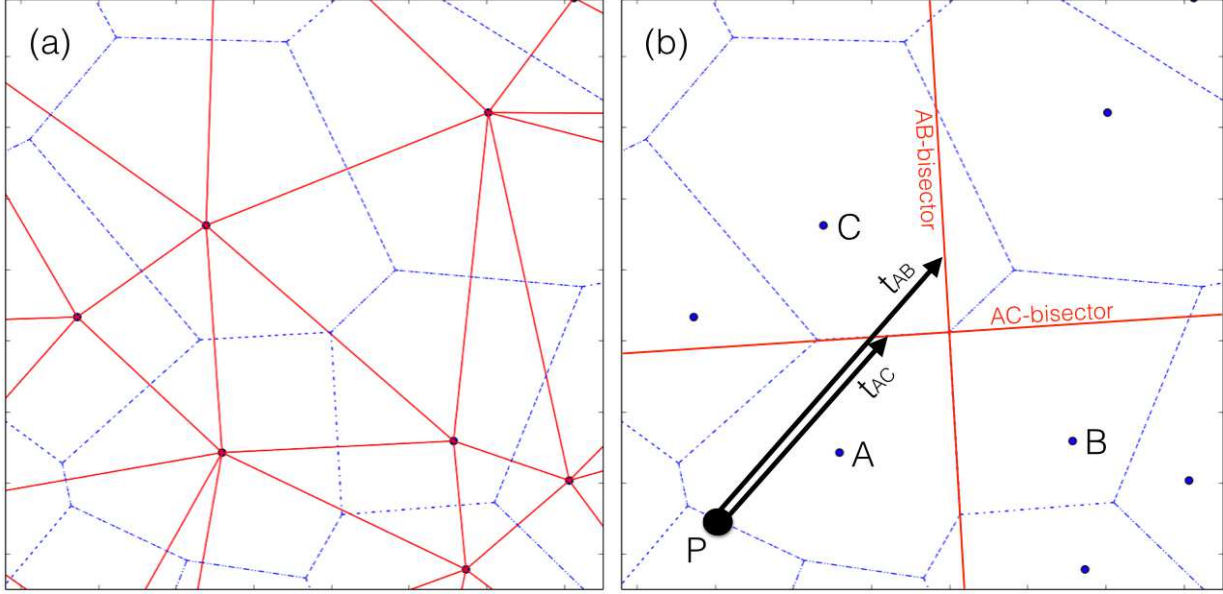 (a)
(b)
AB-bisector
C
tAB
AC-bisector
tAC
A
B
P